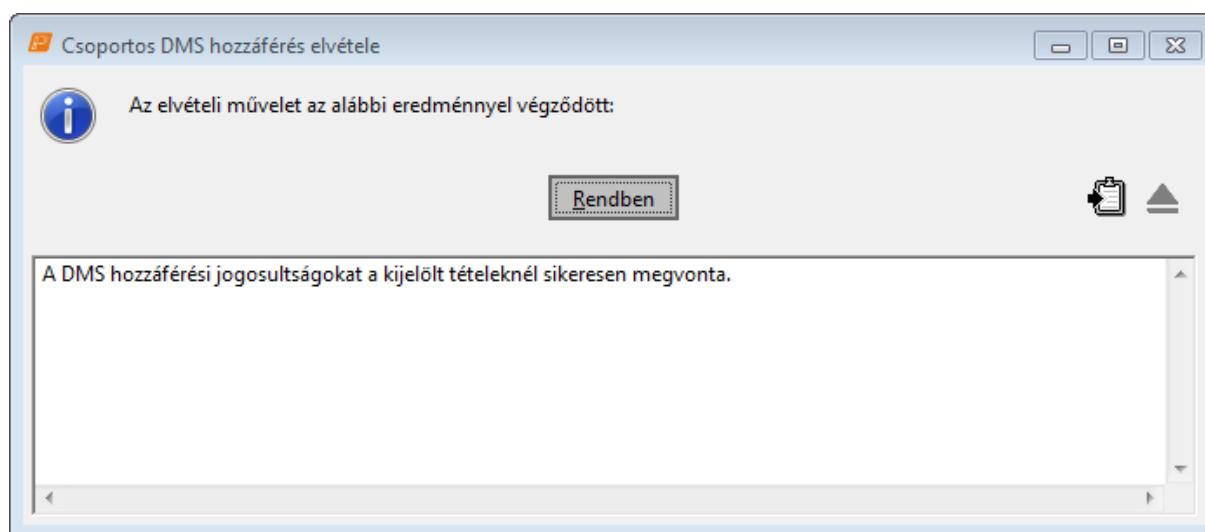 Csoportos DMS hozzáférés elvétele
Az elvételi művelet az alábbi eredménnyel végződött:
Rendben
A DMS hozzáférési jogosultságokat a kijelölt tételeknél sikeresen megvonta.